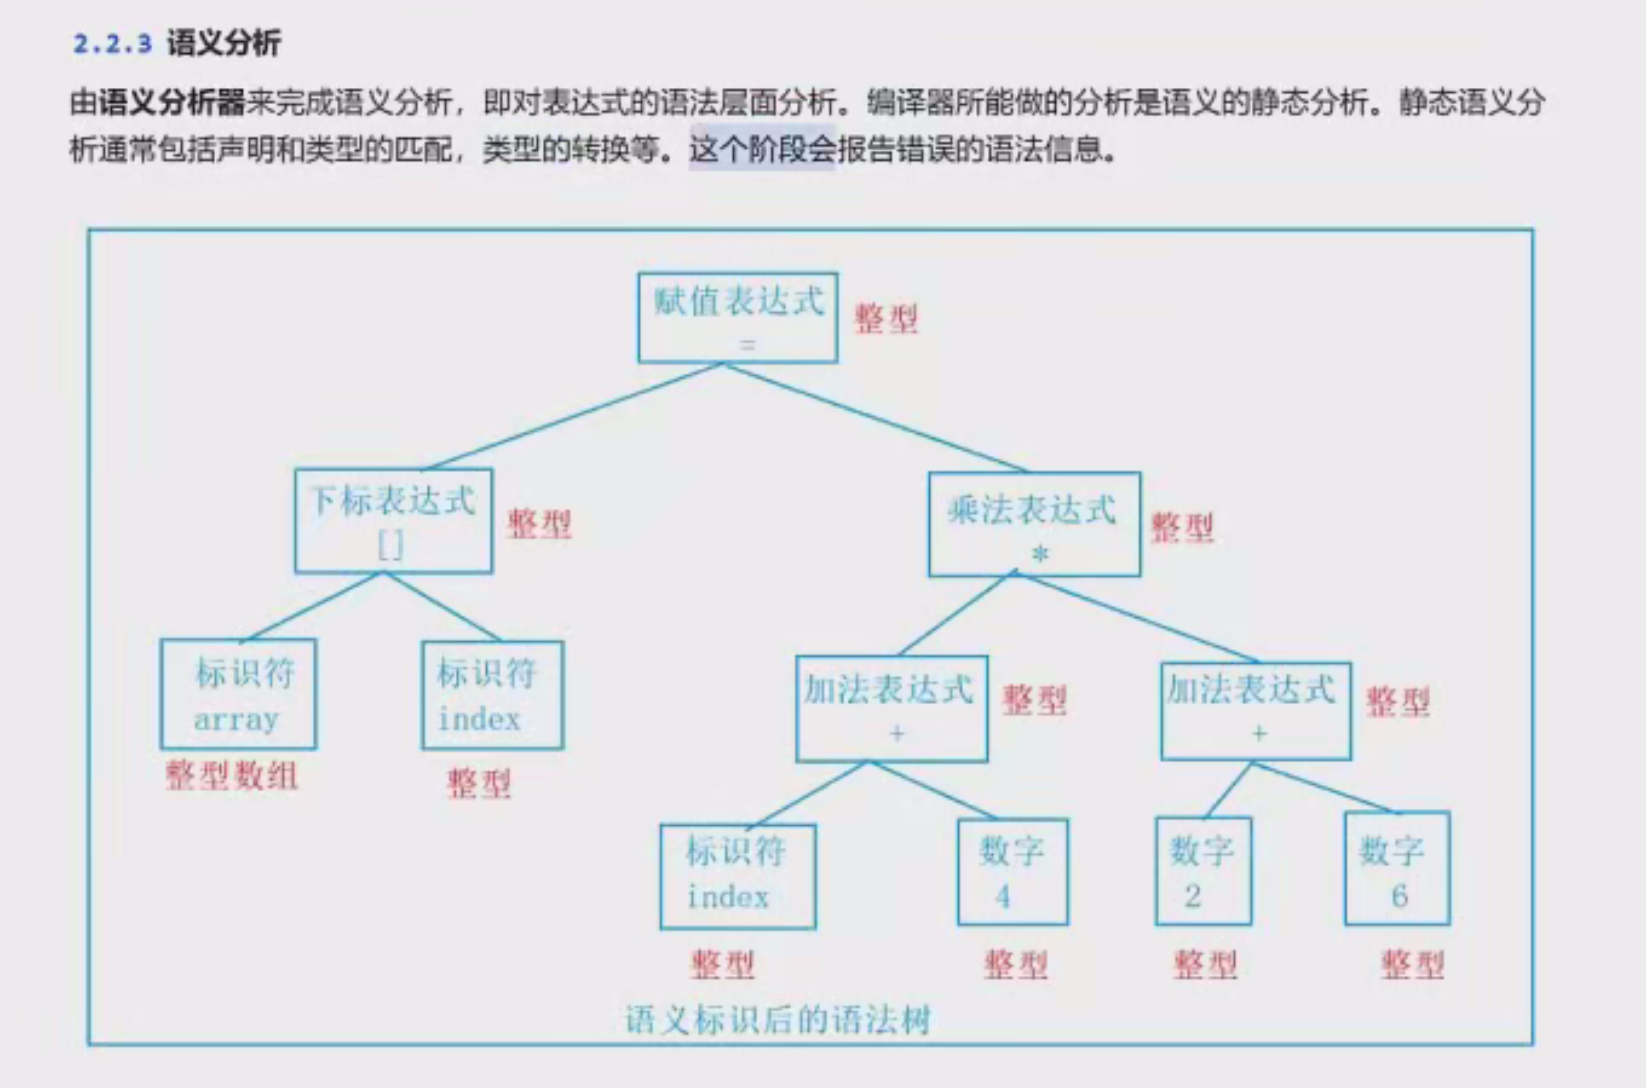 2.2.3 语义分析
由语义分析器来完成语义分析，即对表达式的语法层面分析。编译器所能做的分析是语义的静态分析。静态语义分
析通常包括声明和类型的匹配，类型的转换等。这个阶段会报告错误的语法信息。
赋值表达式
=
整型
下标表达式
[]
整型
乘法表达式
*
整型
标识符
array
整型数组
标识符
index
整型
加法表达式
+
整型
加法表达式
+
整型
标识符
index
整型
数字
4
整型
数字
2
整型
数字
6
整型
语义标识后的语法树